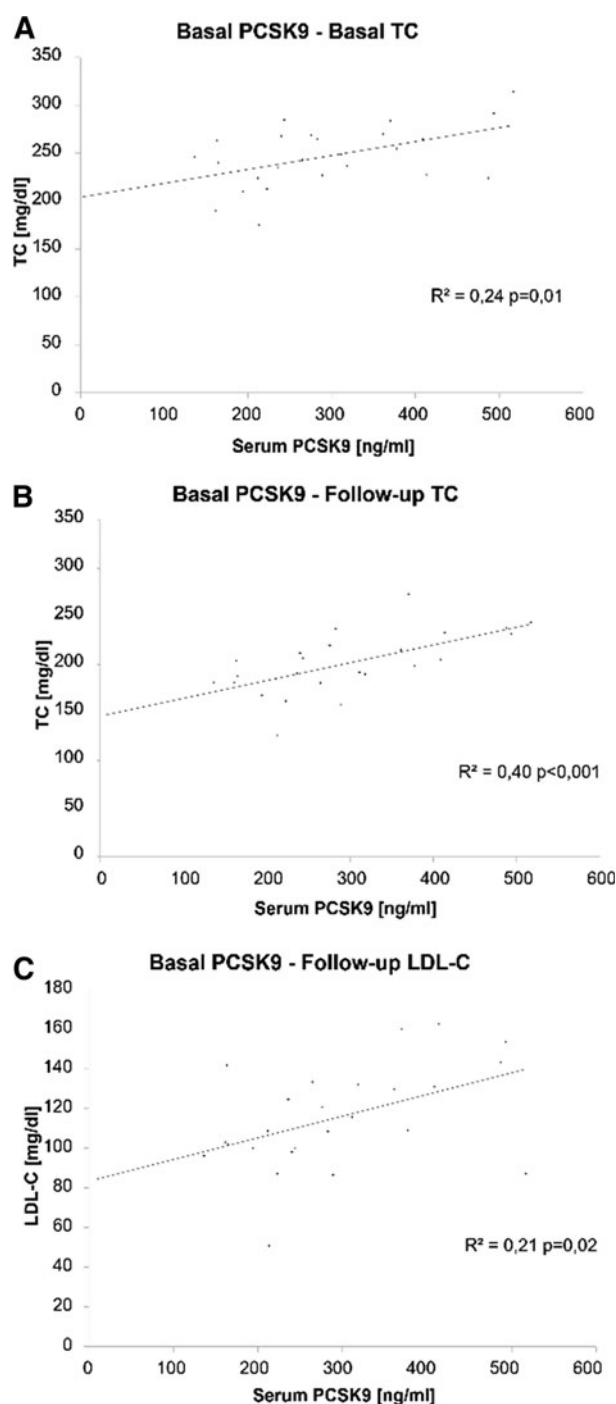 A
Basal PCSK9 - Basal TC
350
300
250
200
150
100
50
0
TC [mg/dl]
R² = 0,24 p=0,01
0 100 200 300 400 500 600
Serum PCSK9 [ng/ml]
B
Basal PCSK9 - Follow-up TC
350
300
250
200
150
100
50
0
TC [mg/dl]
R² = 0,40 p<0,001
0 100 200 300 400 500 600
Serum PCSK9 [ng/ml]
C
Basal PCSK9 - Follow-up LDL-C
180
160
140
120
100
80
60
40
20
0
LDL-C [mg/dl]
R² = 0,21 p=0,02
0 100 200 300 400 500 600
Serum PCSK9 [ng/ml]